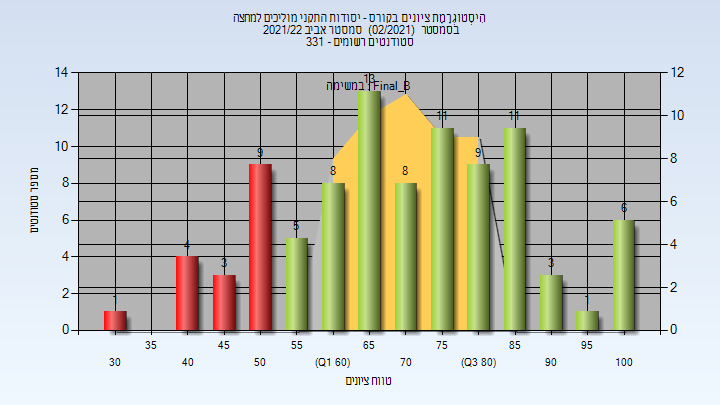 היסטוגרמת ציונים בקורס - יסודות התקני מוליכים למחצה
בסמסטר (02/2021) סמסטר אביב 2021/22
סטודנטים רשומים - 331
במשימה : Final_B
מספר סטודנטים
14 12 10 8 6 4 2 0
12 10 8 6 4 2 0
1 4 3 9 5 8 13 8 11 9 11 3 1 6
35 45 55 65 75 85 95
30 40 50 (Q1 60) 70 (Q3 80) 90 100
טווח ציונים